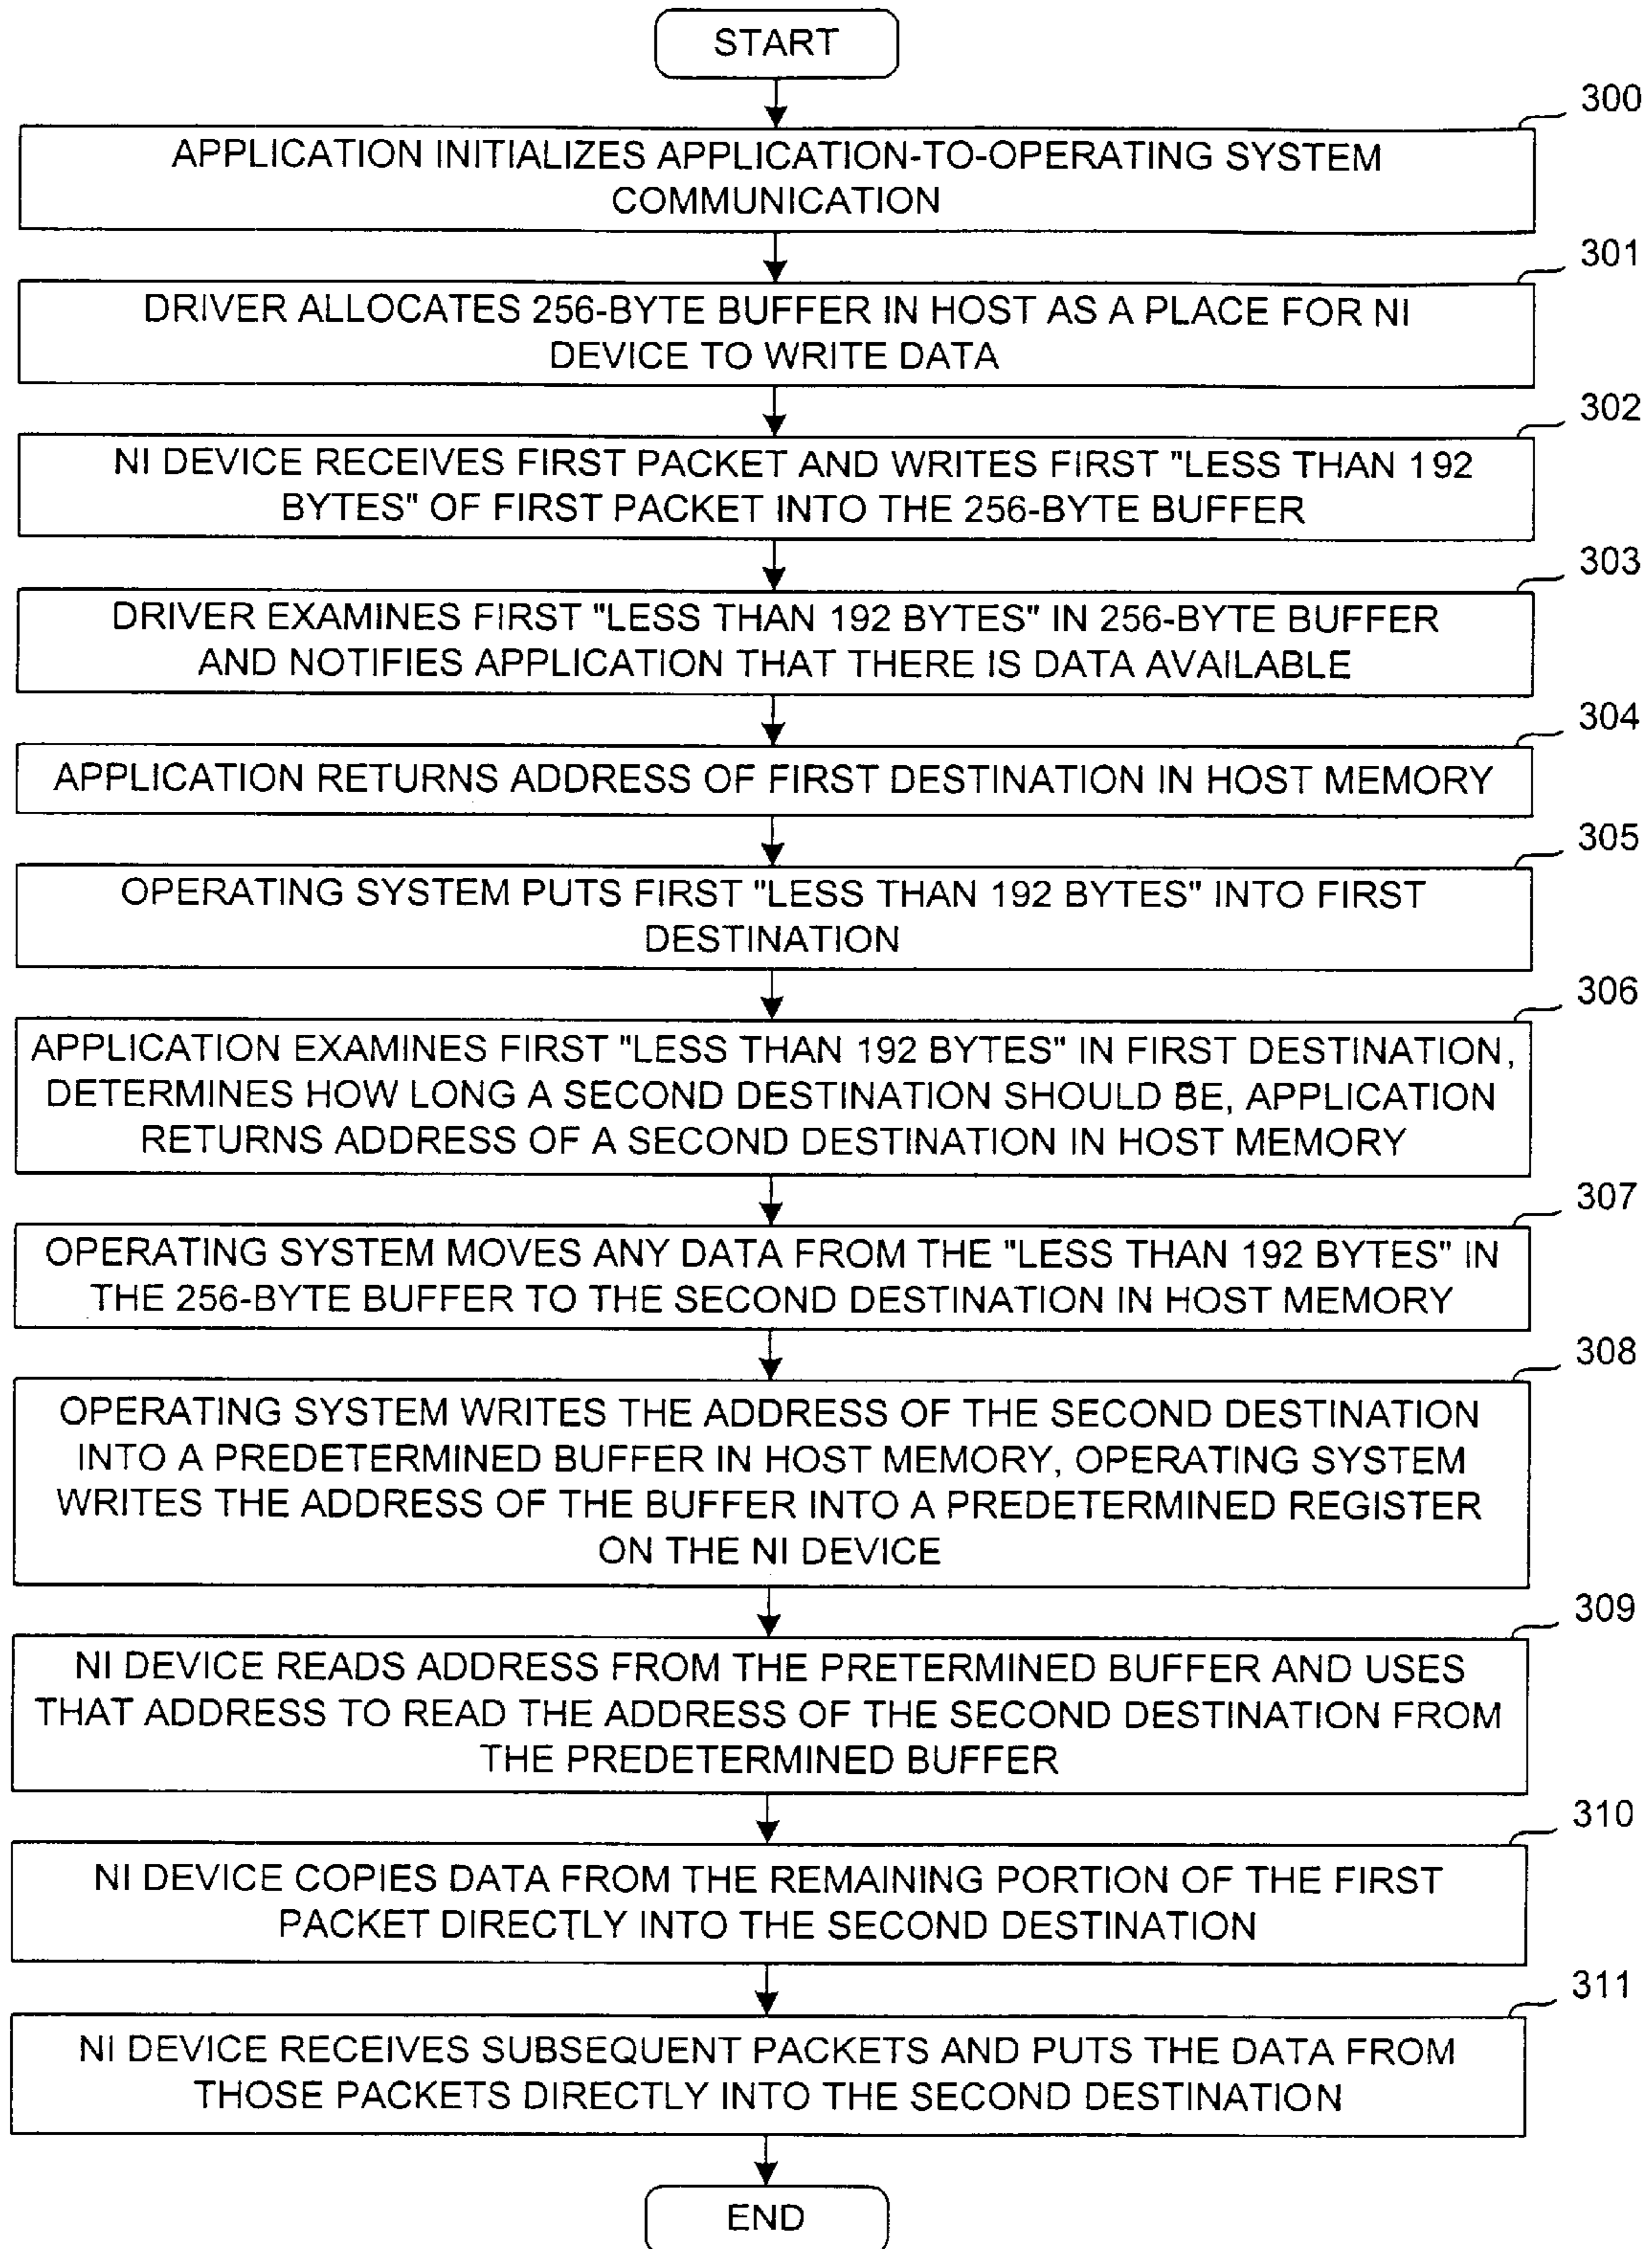 START
300
APPLICATION INITIALIZES APPLICATION-TO-OPERATING SYSTEM
COMMUNICATION
301
DRIVER ALLOCATES 256-BYTE BUFFER IN HOST AS A PLACE FOR NI
DEVICE TO WRITE DATA
302
NI DEVICE RECEIVES FIRST PACKET AND WRITES FIRST "LESS THAN 192
BYTES" OF FIRST PACKET INTO THE 256-BYTE BUFFER
303
DRIVER EXAMINES FIRST "LESS THAN 192 BYTES" IN 256-BYTE BUFFER
AND NOTIFIES APPLICATION THAT THERE IS DATA AVAILABLE
304
APPLICATION RETURNS ADDRESS OF FIRST DESTINATION IN HOST MEMORY
305
OPERATING SYSTEM PUTS FIRST "LESS THAN 192 BYTES" INTO FIRST
DESTINATION
306
APPLICATION EXAMINES FIRST "LESS THAN 192 BYTES" IN FIRST DESTINATION,
DETERMINES HOW LONG A SECOND DESTINATION SHOULD BE, APPLICATION
RETURNS ADDRESS OF A SECOND DESTINATION IN HOST MEMORY
307
OPERATING SYSTEM MOVES ANY DATA FROM THE "LESS THAN 192 BYTES" IN
THE 256-BYTE BUFFER TO THE SECOND DESTINATION IN HOST MEMORY
308
OPERATING SYSTEM WRITES THE ADDRESS OF THE SECOND DESTINATION
INTO A PREDETERMINED BUFFER IN HOST MEMORY, OPERATING SYSTEM
WRITES THE ADDRESS OF THE BUFFER INTO A PREDETERMINED REGISTER
ON THE NI DEVICE
309
NI DEVICE READS ADDRESS FROM THE PRETERMINED BUFFER AND USES
THAT ADDRESS TO READ THE ADDRESS OF THE SECOND DESTINATION FROM
THE PREDETERMINED BUFFER
310
NI DEVICE COPIES DATA FROM THE REMAINING PORTION OF THE FIRST
PACKET DIRECTLY INTO THE SECOND DESTINATION
311
NI DEVICE RECEIVES SUBSEQUENT PACKETS AND PUTS THE DATA FROM
THOSE PACKETS DIRECTLY INTO THE SECOND DESTINATION
END